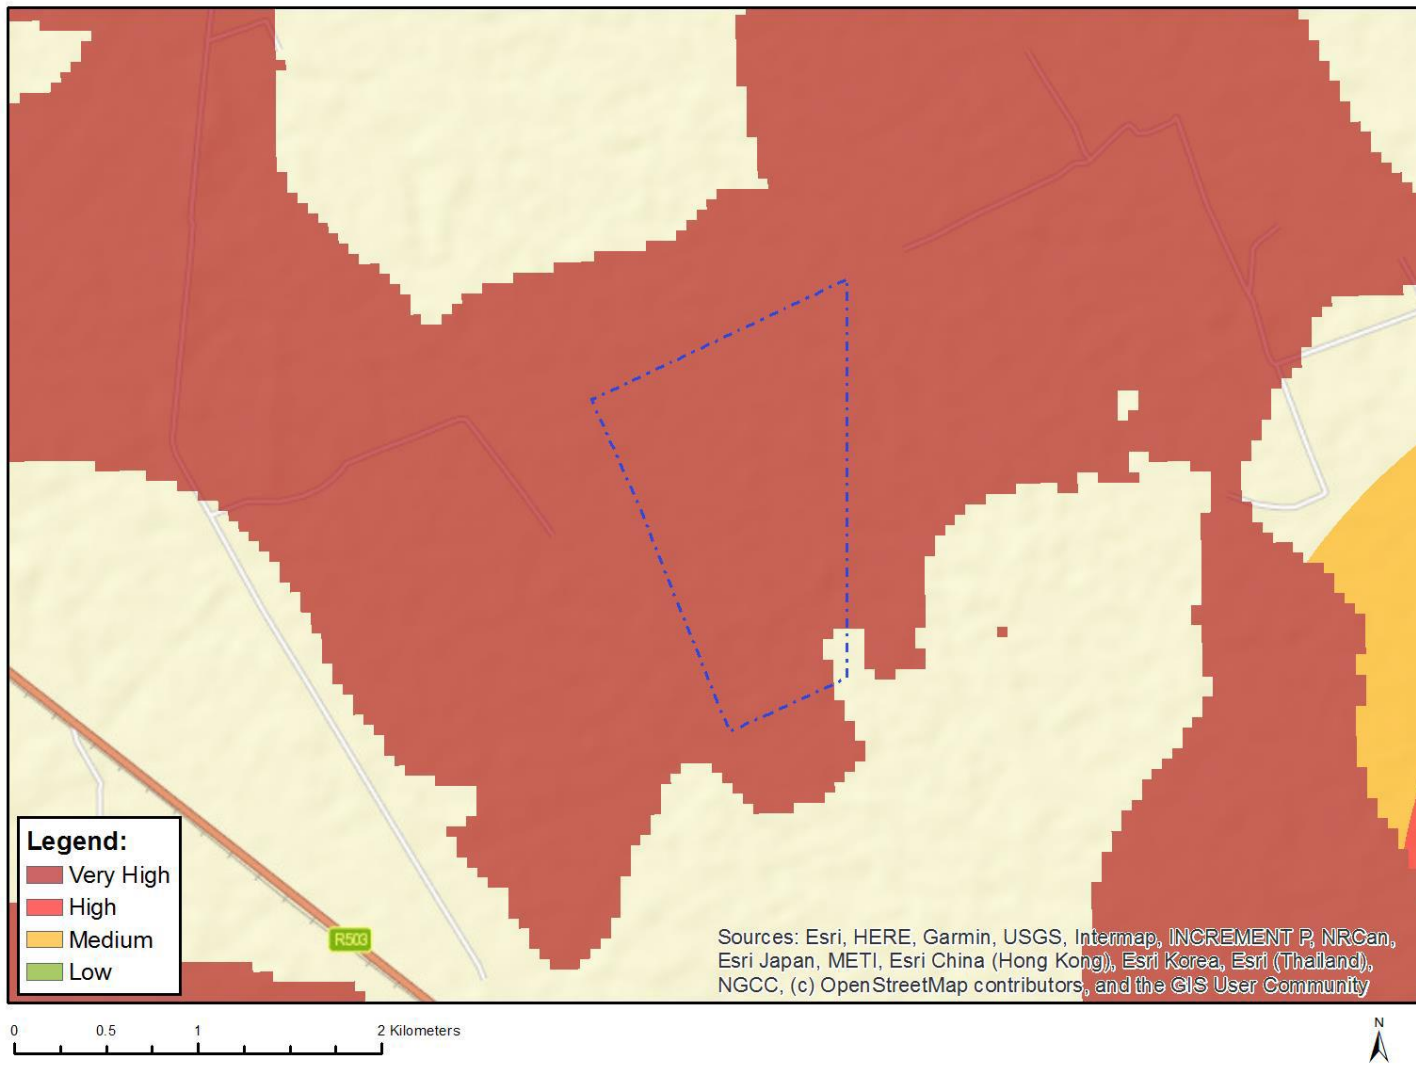 Legend:
Very High
High
Medium
Low
R503
Sources: Esri, HERE, Garmin, USGS, Intermap, INCREMENT P, NRCan,
Esri Japan, METI, Esri China (Hong Kong), Esri Korea, Esri (Thailand),
NGCC, (c) OpenStreetMap contributors, and the GIS User Community
0 0.5 1 2 Kilometers
N